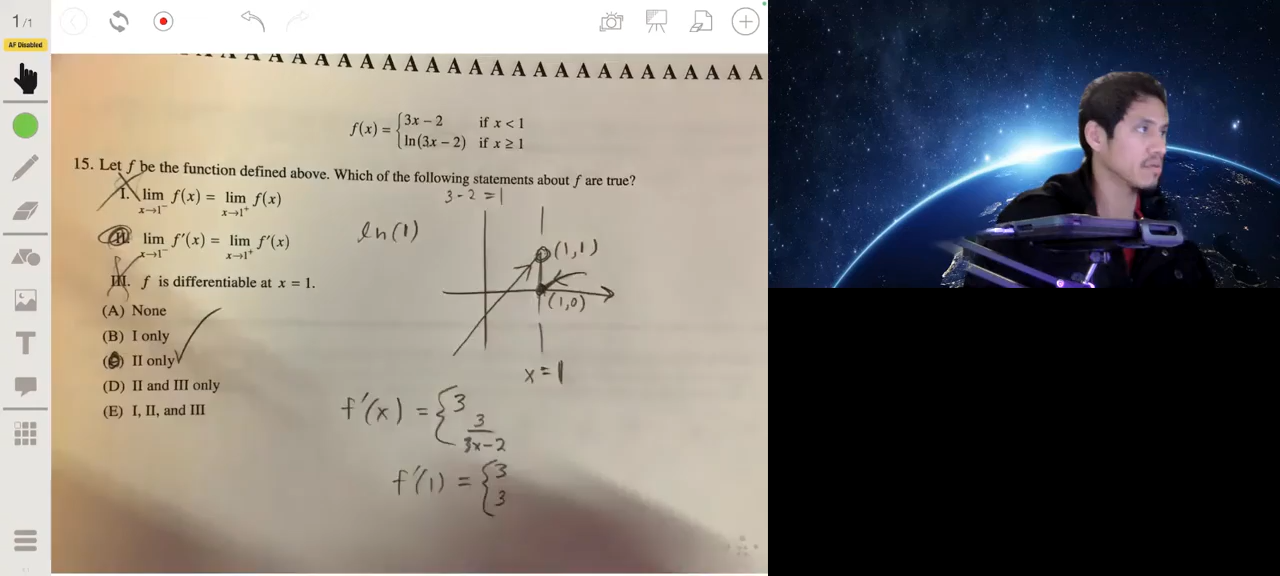 1/1
AF Disabled
A A A A A A A A A A A A A A A A A A A A A A A A A
f(x) = {3x − 2 if x < 1
ln(3x − 2) if x ≥ 1
15. Let f be the function defined above. Which of the following statements about f are true?
I. lim x→1⁻ f(x) = lim x→1⁺ f(x)
II. lim x→1⁻ f′(x) = lim x→1⁺ f′(x)
III. f is differentiable at x = 1.
(A) None
(B) I only
(C) II only
(D) II and III only
(E) I, II, and III
3 - 2 = 1
ln(1)
(1,1)
(1,0)
x = 1
f'(x) = {3
3/3x-2
f'(1) = {3
3
T